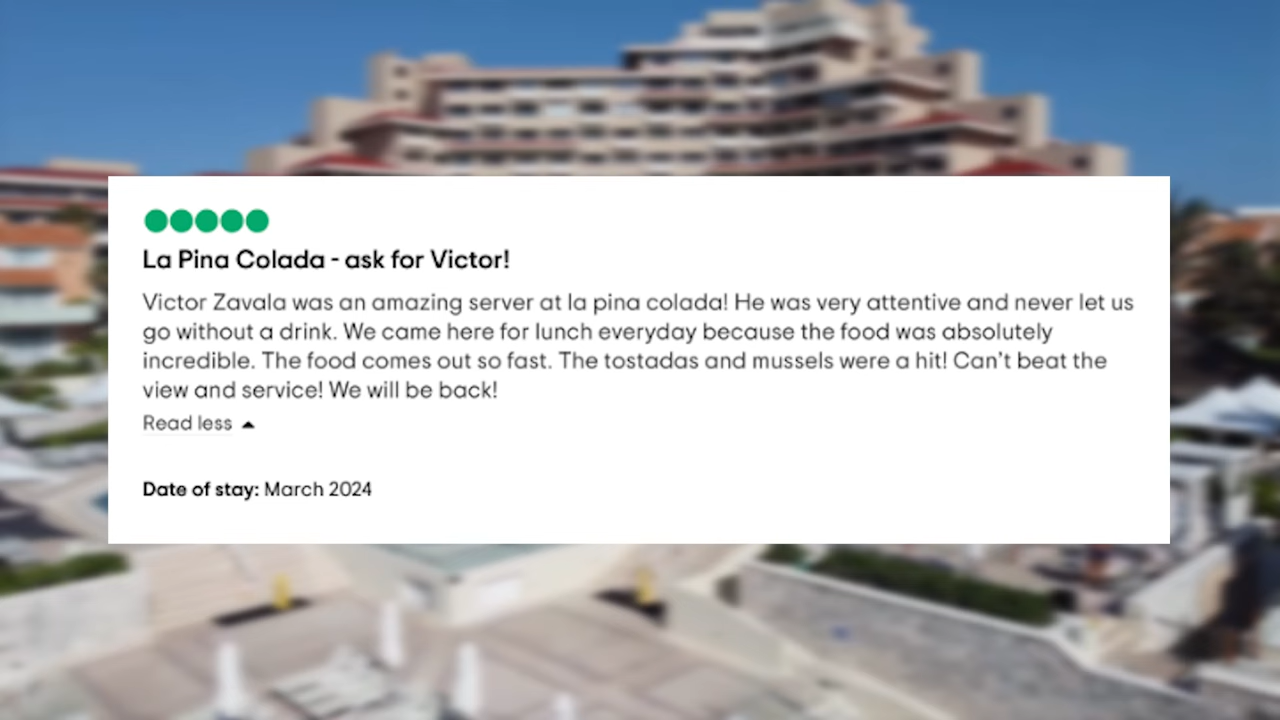 La Pina Colada - ask for Victor!
Victor Zavala was an amazing server at la pina colada! He was very attentive and never let us
go without a drink. We came here for lunch everyday because the food was absolutely
incredible. The food comes out so fast. The tostadas and mussels were a hit! Can’t beat the
view and service! We will be back!
Read less
Date of stay: March 2024